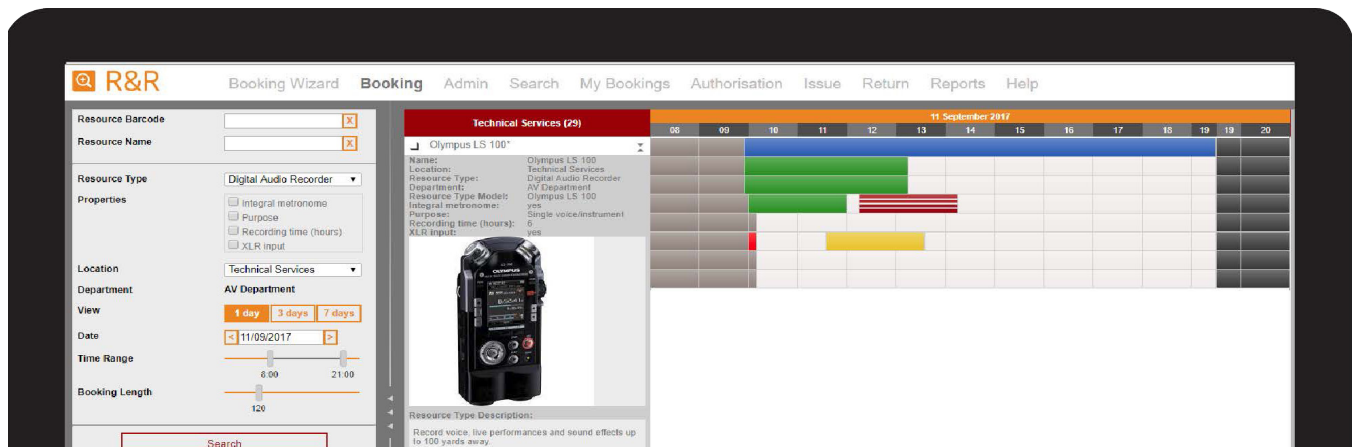 R&R
Booking Wizard Booking Admin Search My Bookings Authorisation Issue Return Reports Help
Resource Barcode X
Resource Name X
Resource Type Digital Audio Recorder
Properties
Integral metronome
Purpose
Recording time (hours)
XLR input
Location Technical Services
Department AV Department
View 1 day 3 days 7 days
Date < 11/09/2017 >
Time Range
8:00 21:00
Booking Length
120
Search
Technical Services (29)
Olympus LS 100*
Name: Olympus LS 100
Location: Technical Services
Resource Type: Digital Audio Recorder
Department: AV Department
Resource Type Model: Olympus LS 100
Integral metronome: yes
Purpose: Single voice/instrument
Recording time (hours): 6
XLR input: yes
OLYMPUS
Resource Type Description:
Record voice, live performances and sound effects up
to 100 yards away.
11 September 2017
08 09 10 11 12 13 14 15 16 17 18 19 19 20